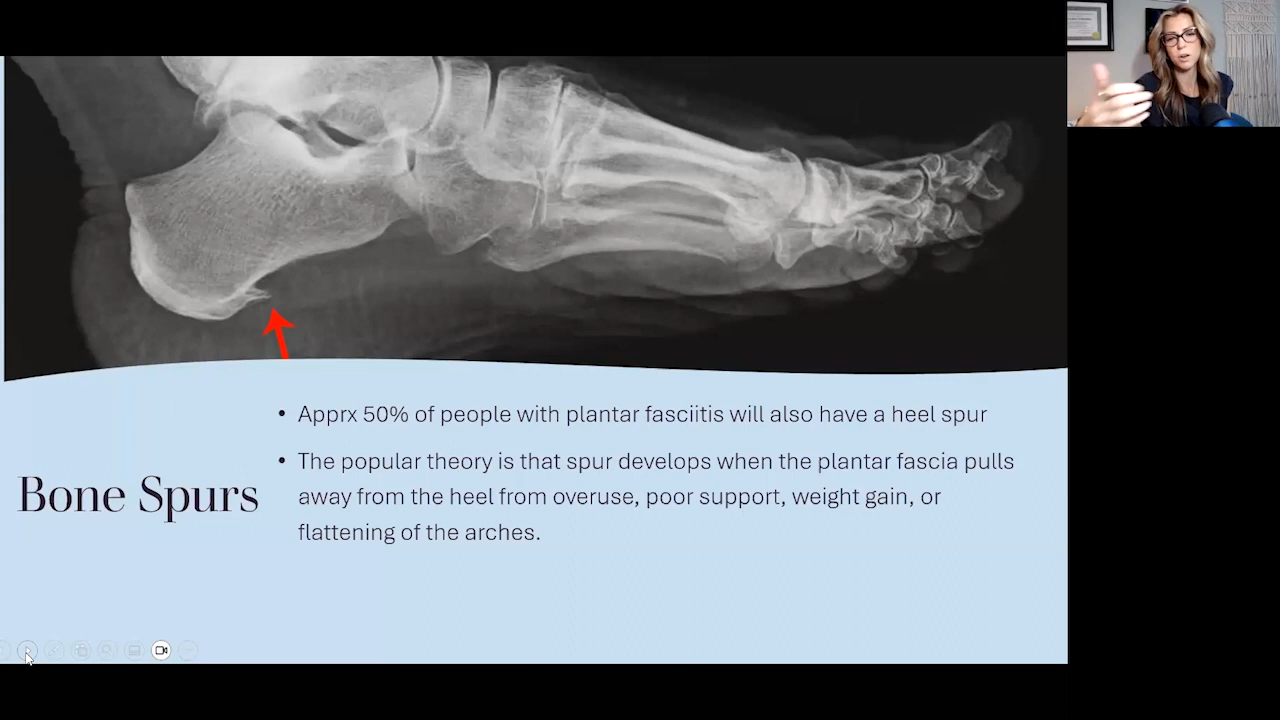 • Apprx 50% of people with plantar fasciitis will also have a heel spur
• The popular theory is that spur develops when the plantar fascia pulls
away from the heel from overuse, poor support, weight gain, or
flattening of the arches.
Bone Spurs